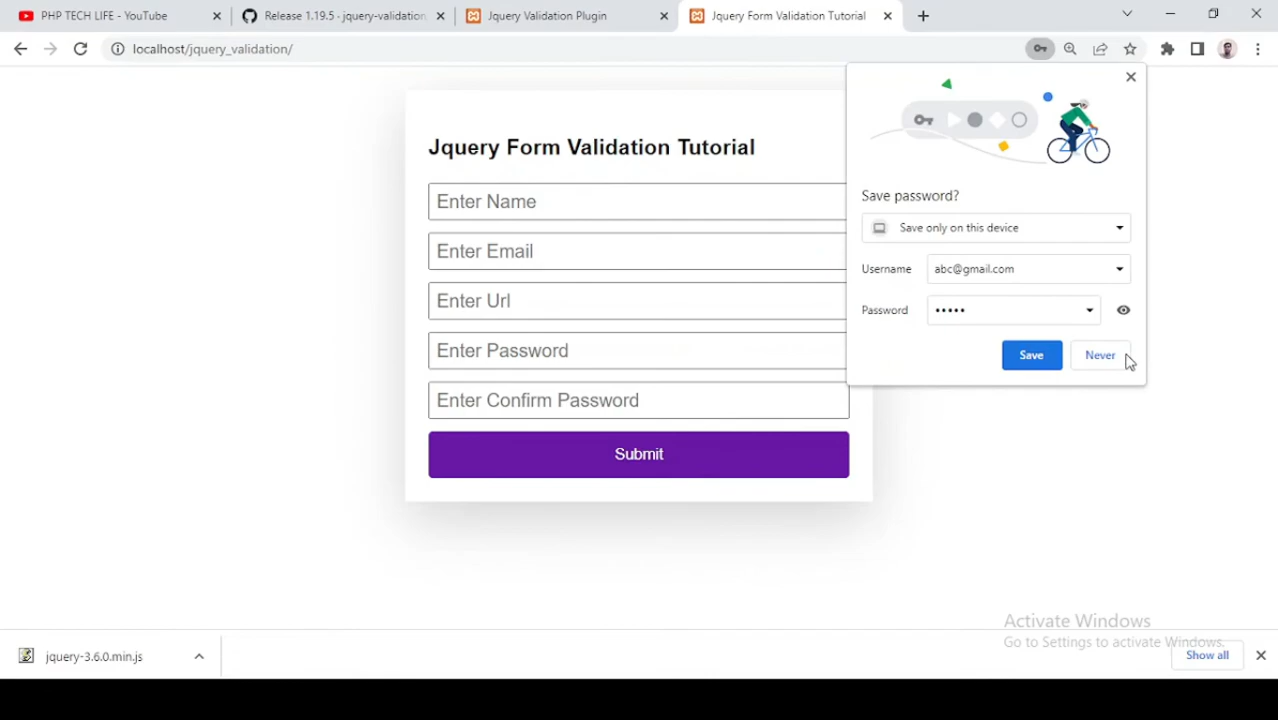 PHP TECH LIFE - YouTube
Release 1.19.5 · jquery-validation
Jquery Validation Plugin
Jquery Form Validation Tutorial
localhost/jquery_validation/
Jquery Form Validation Tutorial
Enter Name
Enter Email
Enter Url
Enter Password
Enter Confirm Password
Submit
Save password?
Save only on this device
Username abc@gmail.com
Password •••••
Save Never
Activate Windows
Go to Settings to activate Windows.
jquery-3.6.0.min.js
Show all